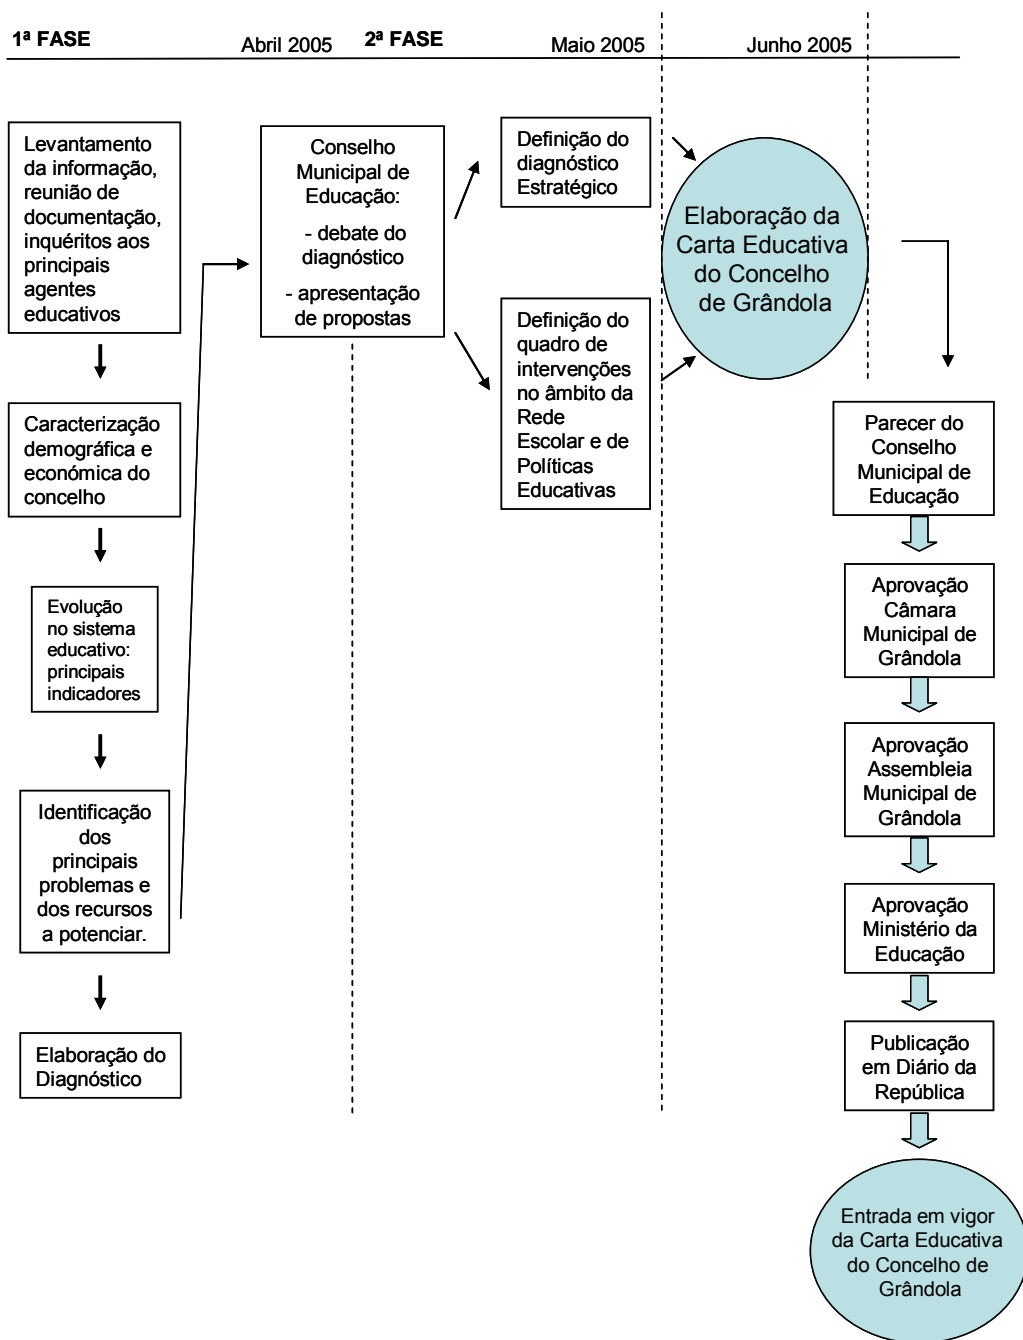 1ª FASE
Abril 2005
2ª FASE
Maio 2005
Junho 2005
Levantamento
da informação,
reunião de
documentação,
inquéritos aos
principais
agentes
educativos
Caracterização
demográfica e
económica do
concelho
Evolução
no sistema
educativo:
principais
indicadores
Identificação
dos
principais
problemas e
dos recursos
a potenciar.
Elaboração do
Diagnóstico
Conselho
Municipal de
Educação:
- debate do
diagnóstico
- apresentação
de propostas
Definição do
diagnóstico
Estratégico
Definição do
quadro de
intervenções
no âmbito da
Rede
Escolar e de
Políticas
Educativas
Elaboração da
Carta Educativa
do Concelho
de Grândola
Parecer do
Conselho
Municipal de
Educação
Aprovação
Câmara
Municipal de
Grândola
Aprovação
Assembleia
Municipal de
Grândola
Aprovação
Ministério da
Educação
Publicação
em Diário da
República
Entrada em vigor
da Carta Educativa
do Concelho de
Grândola